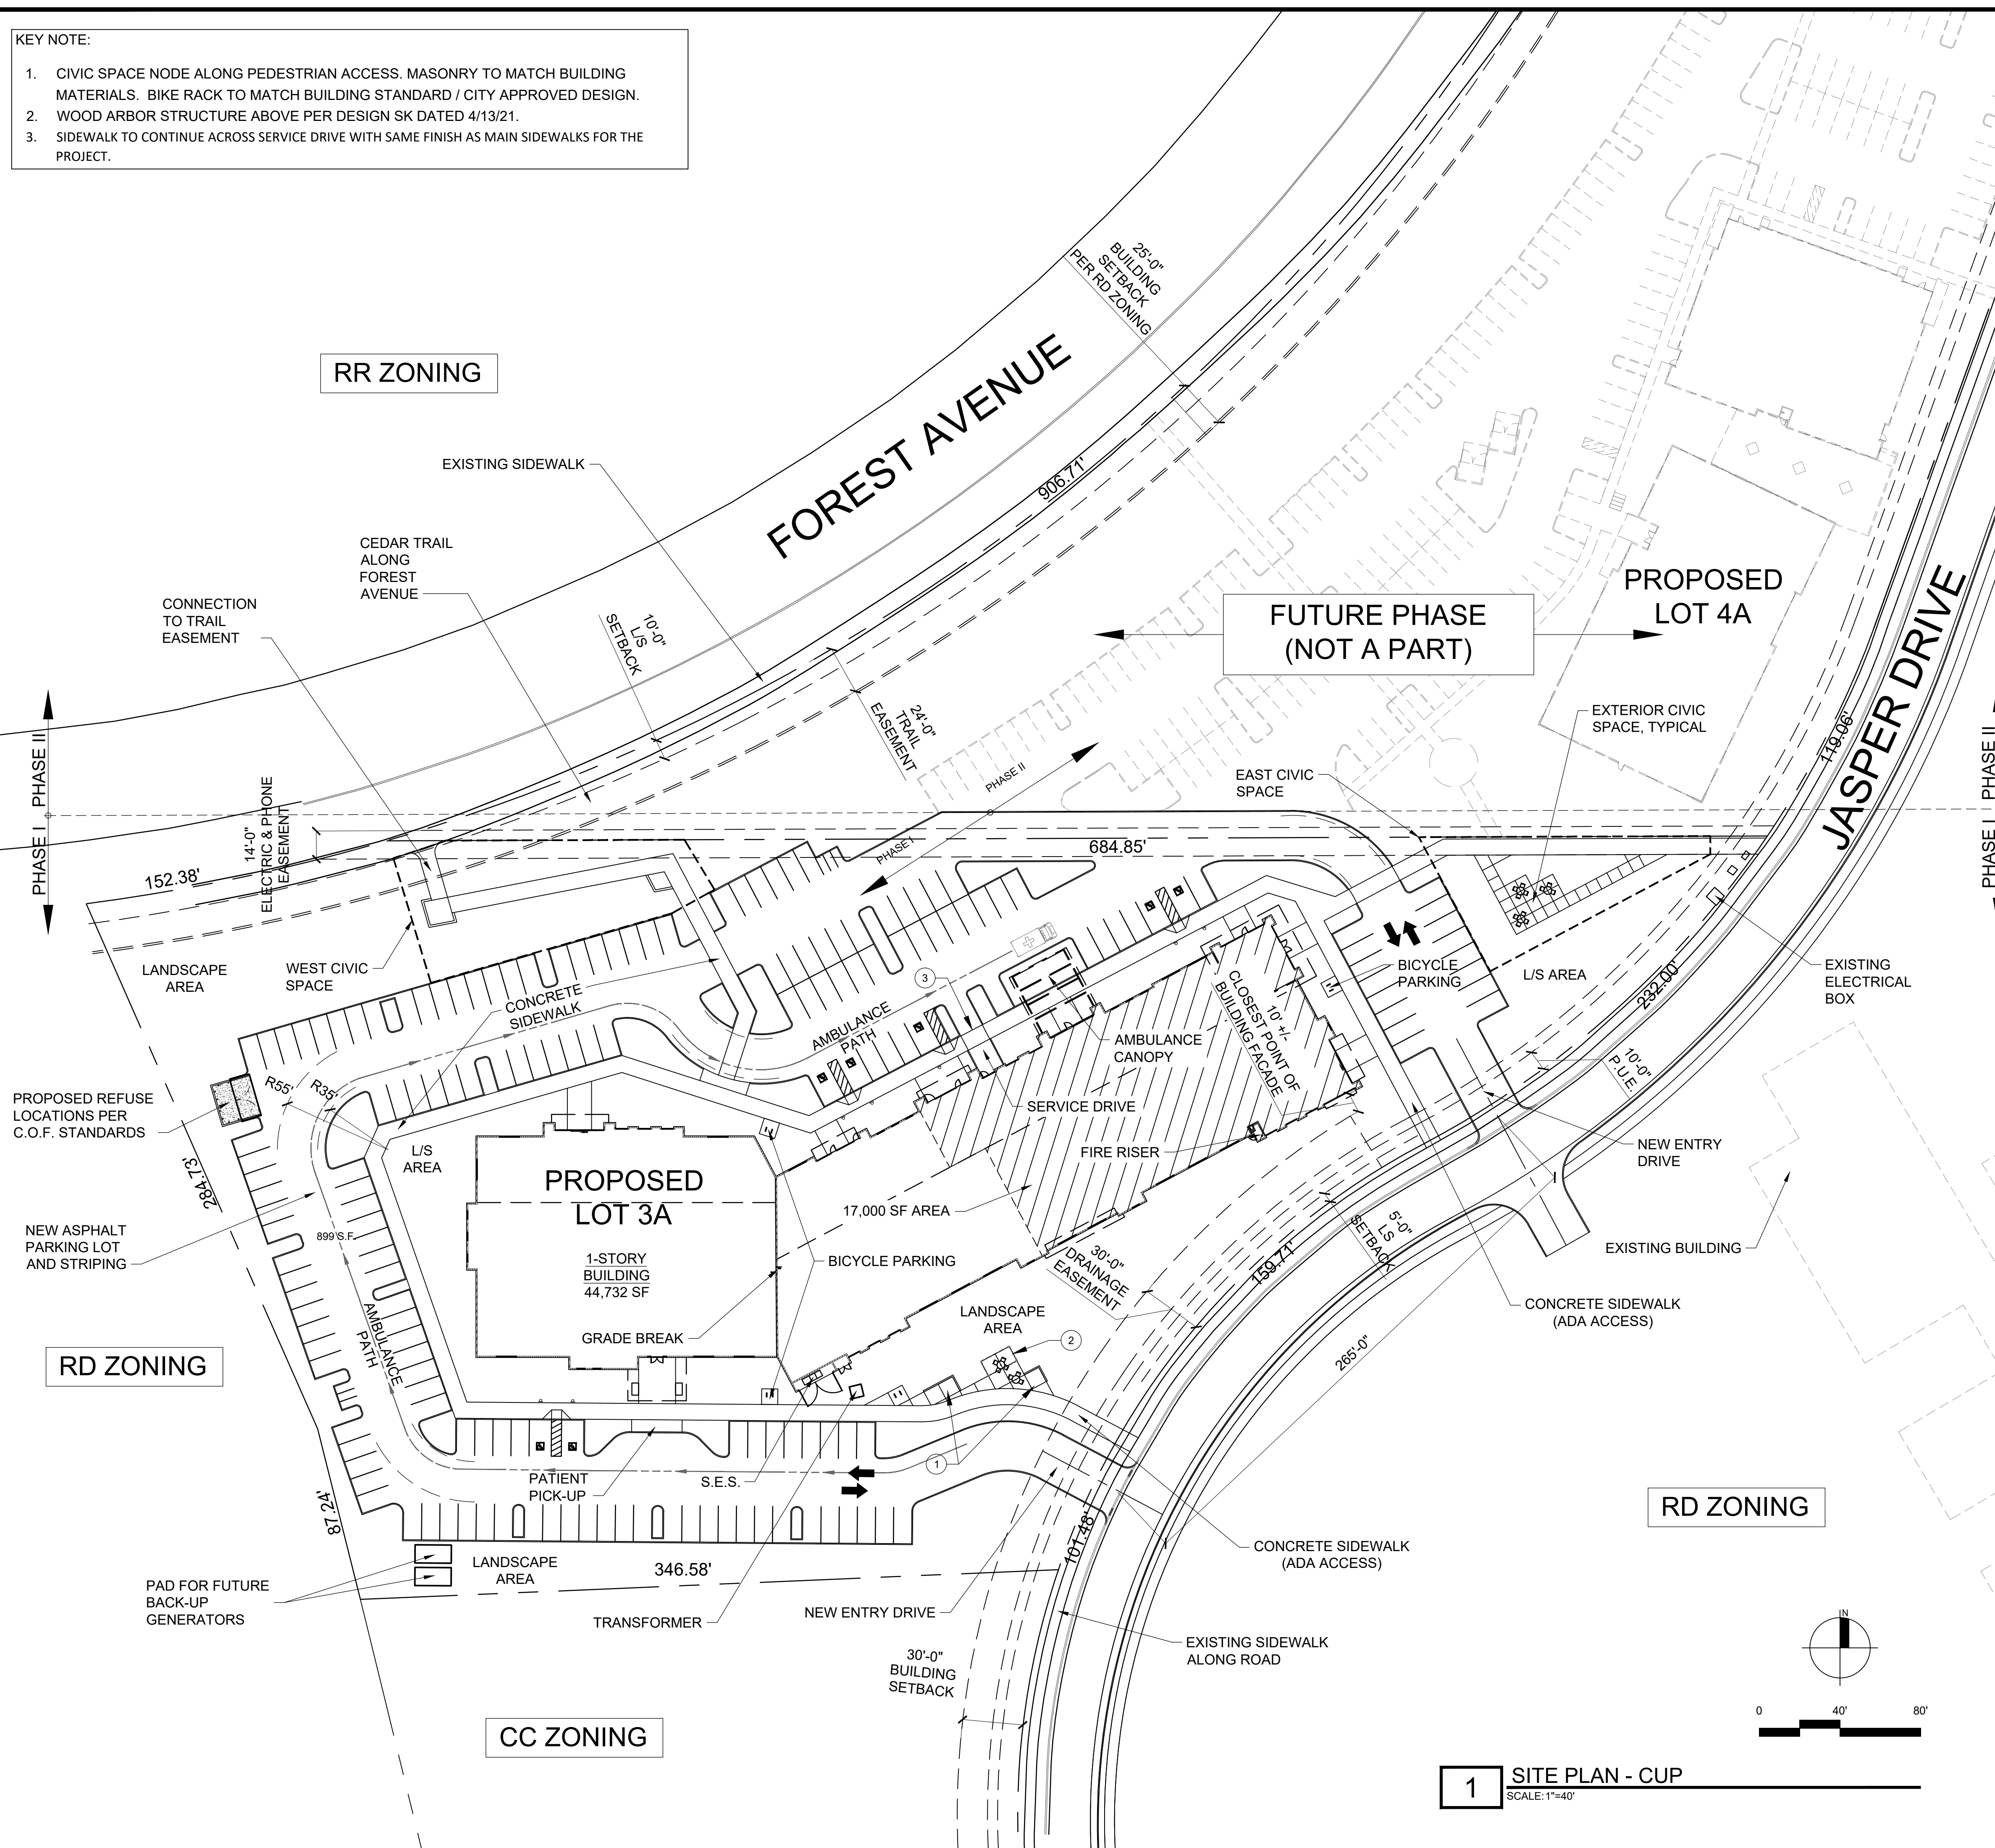 KEY NOTE:
1. CIVIC SPACE NODE ALONG PEDESTRIAN ACCESS. MASONRY TO MATCH BUILDING
MATERIALS. BIKE RACK TO MATCH BUILDING STANDARD / CITY APPROVED DESIGN.
2. WOOD ARBOR STRUCTURE ABOVE PER DESIGN SK DATED 4/13/21.
3. SIDEWALK TO CONTINUE ACROSS SERVICE DRIVE WITH SAME FINISH AS MAIN SIDEWALKS FOR THE
PROJECT.
25'-0"
BUILDING
SETBACK
PER RD ZONING
RR ZONING
FOREST AVENUE
EXISTING SIDEWALK
906.71'
CEDAR TRAIL
ALONG
FOREST
AVENUE
CONNECTION
TO TRAIL
EASEMENT
10'-0"
L/S
SETBACK
24'-0"
TRAIL
EASEMENT
FUTURE PHASE
(NOT A PART)
PROPOSED
LOT 4A
JASPER DRIVE
119.06'
EXTERIOR CIVIC
SPACE, TYPICAL
PHASE I PHASE II
PHASE I PHASE II
14'-0"
ELECTRIC & PHONE
EASEMENT
PHASE II
PHASE I
EAST CIVIC
SPACE
684.85'
152.38'
LANDSCAPE
AREA
WEST CIVIC
SPACE
CONCRETE
SIDEWALK
3
AMBULANCE
PATH
AMBULANCE
CANOPY
10' +/-
CLOSEST POINT OF
BUILDING FACADE
BICYCLE
PARKING
L/S AREA
232.00'
EXISTING
ELECTRICAL
BOX
10'-0"
P.U.E.
PROPOSED REFUSE
LOCATIONS PER
C.O.F. STANDARDS
R55'
R35'
L/S
AREA
SERVICE DRIVE
FIRE RISER
NEW ENTRY
DRIVE
284.73'
PROPOSED
LOT 3A
17,000 SF AREA
NEW ASPHALT
PARKING LOT
AND STRIPING
899 S.F.
1-STORY
BUILDING
44,732 SF
BICYCLE PARKING
30'-0"
DRAINAGE
EASEMENT
159.71'
5'-0"
LS
SETBACK
EXISTING BUILDING
AMBULANCE
PATH
GRADE BREAK
LANDSCAPE
AREA
2
CONCRETE SIDEWALK
(ADA ACCESS)
265'-0"
RD ZONING
PATIENT
PICK-UP
S.E.S.
1
RD ZONING
87.24'
101.48'
CONCRETE SIDEWALK
(ADA ACCESS)
LANDSCAPE
AREA
346.58'
PAD FOR FUTURE
BACK-UP
GENERATORS
TRANSFORMER
NEW ENTRY DRIVE
EXISTING SIDEWALK
ALONG ROAD
30'-0"
BUILDING
SETBACK
CC ZONING
N
0 40' 80'
1
SITE PLAN - CUP
SCALE: 1"=40'